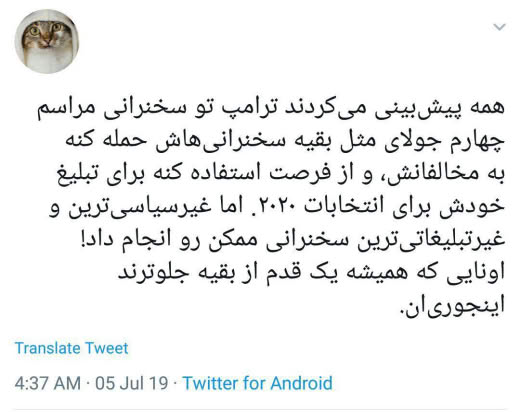 همه پیش‌بینی می‌کردند ترامپ تو سخنرانی مراسم
چهارم جولای مثل بقیه سخنرانی‌هاش حمله کنه
به مخالفانش، و از فرصت استفاده کنه برای تبلیغ
خودش برای انتخابات ۲۰۲۰. اما غیرسیاسی‌ترین و
غیرتبلیغاتی‌ترین سخنرانی ممکن رو انجام داد!
اونایی که همیشه یک قدم از بقیه جلوترند
اینجوری‌ان.
Translate Tweet
4:37 AM · 05 Jul 19 · Twitter for Android